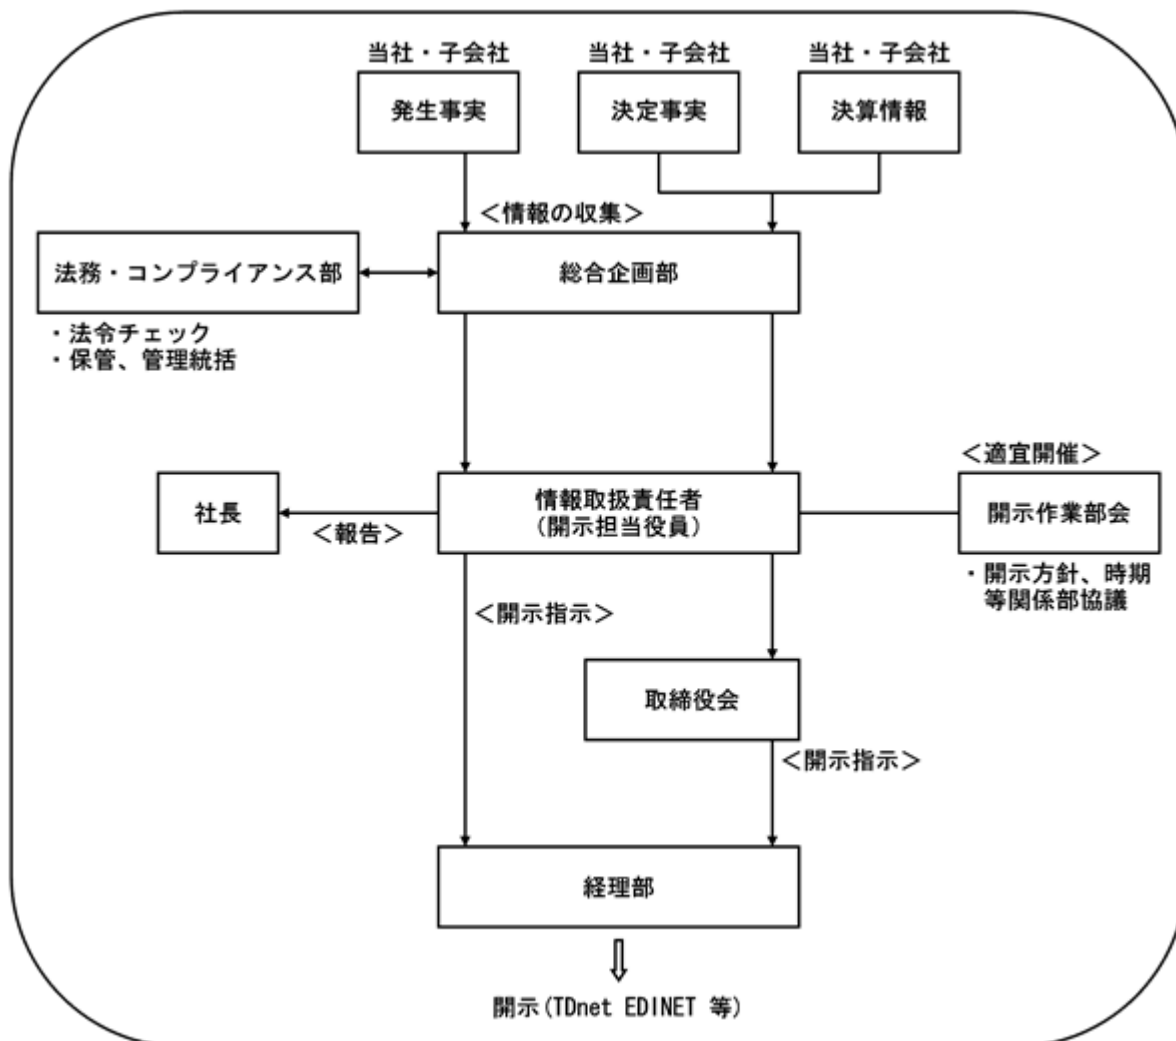 当社・子会社
当社・子会社
当社・子会社
発生事実
決定事実
決算情報
<情報の収集>
法務・コンプライアンス部
総合企画部
・法令チェック
・保管、管理統括
<適宜開催>
社長
情報取扱責任者
(開示担当役員)
開示作業部会
<報告>
・開示方針、時期
等関係部協議
<開示指示>
取締役会
<開示指示>
経理部
開示(TDnet EDINET 等)